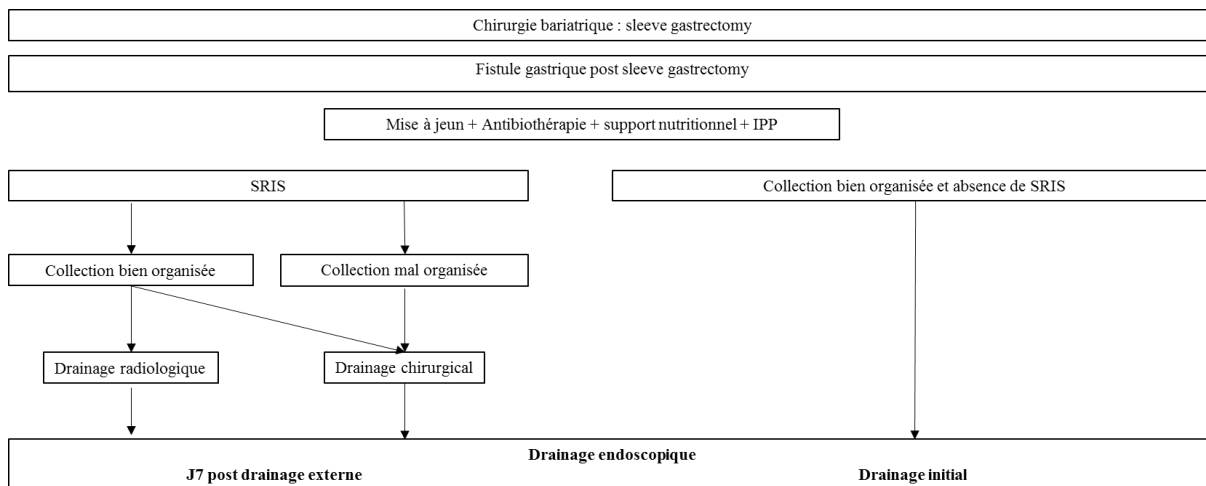 Chirurgie bariatrique : sleeve gastrectomy
Fistule gastrique post sleeve gastrectomy
Mise à jeun + Antibiothérapie + support nutritionnel + IPP
SRIS
Collection bien organisée et absence de SRIS
Collection bien organisée
Collection mal organisée
Drainage radiologique
Drainage chirurgical
Drainage endoscopique
J7 post drainage externe
Drainage initial